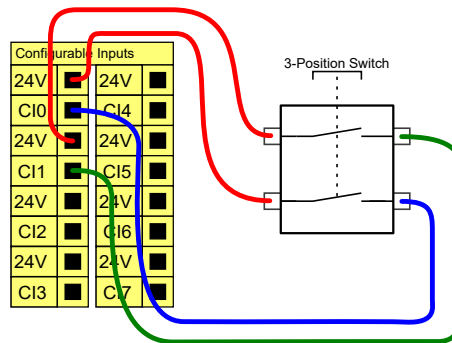 3-Position Switch
Configurable Inputs
24V 24V
CI0 CI4
24V 24V
CI1 CI5
24V 24V
CI2 CI6
24V 24V
CI3 CI7